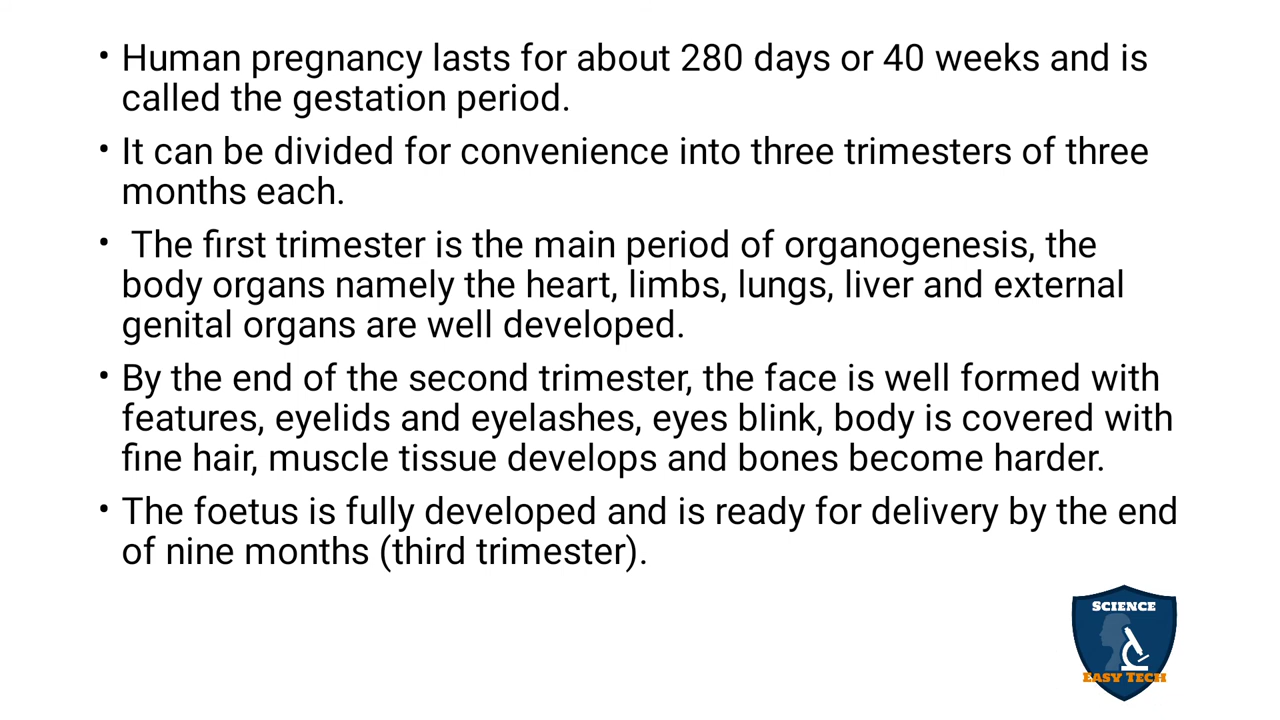 • Human pregnancy lasts for about 280 days or 40 weeks and is
called the gestation period.
• It can be divided for convenience into three trimesters of three
months each.
• The first trimester is the main period of organogenesis, the
body organs namely the heart, limbs, lungs, liver and external
genital organs are well developed.
• By the end of the second trimester, the face is well formed with
features, eyelids and eyelashes, eyes blink, body is covered with
fine hair, muscle tissue develops and bones become harder.
• The foetus is fully developed and is ready for delivery by the end
of nine months (third trimester).
SCIENCE
EASY TECH